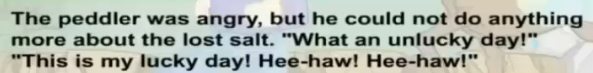 The peddler was angry, but he could not do anything
more about the lost salt. "What an unlucky day!"
"This is my lucky day! Hee-haw! Hee-haw!"